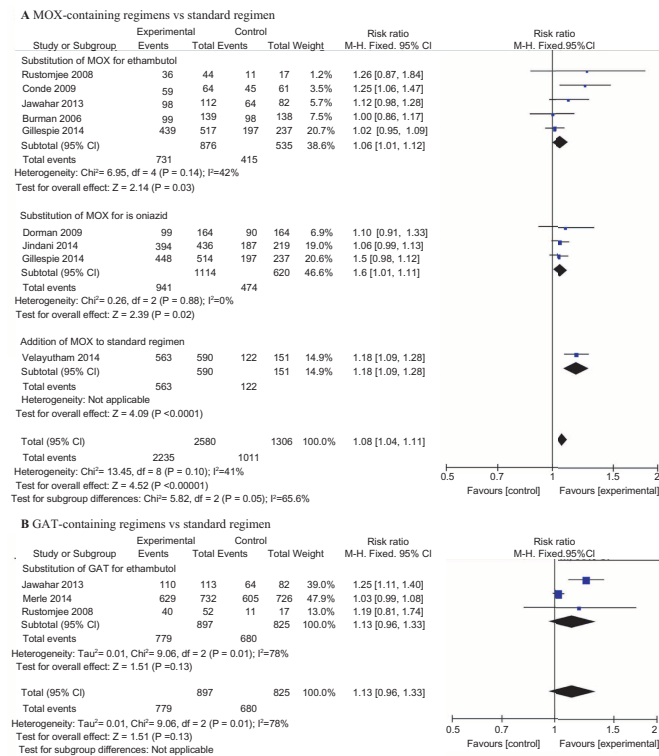 A MOX-containing regimens vs standard regimen
Experimental Control Risk ratio Risk ratio
Study or Subgroup Events Total Events Total Weight M-H. Fixed. 95% CI M-H. Fixed.95% CI
Substitution of MOX for ethambutol
Rustomjee 2008 36 44 11 17 1.2% 1.26 [0.87, 1.84]
Conde 2009 59 64 45 61 1.25 [1.06, 1.47]
Jawahar 2013 98 112 64 82 1.12 [0.98, 1.28]
Burman 2006 99 139 98 138 7.5% 1.00 [0.86, 1.17]
Gillespie 2014 439 517 197 237 20.7% 1.02 [0.95, 1.09]
Subtotal (95% CI) 876 535 38.6% 1.06 [1.01, 1.12]
Total events 731 415
Heterogeneity: Chi²= 6.95, df = 4 (P = 0.14); I²=42%
Test for overall effect: Z = 2.14 (P = 0.03)
Substitution of MOX for is oniazid
Dorman 2009 99 164 90 164 6.9% 1.10 [0.91, 1.33]
Jindani 2014 394 436 187 219 19.0% 1.06 [0.99, 1.13]
Gillespie 2014 448 514 197 237 20.6% 1.5 [0.98, 1.12]
Subtotal (95% CI) 1114 620 46.6% 1.6 [1.01, 1.11]
Total events 941 474
Heterogeneity: Chi²= 0.26, df = 2 (P = 0.88); I²=0%
Test for overall effect: Z = 2.39 (P = 0.02)
Addition of MOX to standard regimen
Velayutham 2014 563 590 122 151 14.9% 1.18 [1.09, 1.28]
Subtotal (95% CI) 590 151 14.9% 1.18 [1.09, 1.28]
Total events 563 122
Heterogeneity: Not applicable
Test for overall effect: Z = 4.09 (P <0.0001)
Total (95% CI) 2580 1306 100.0% 1.08 [1.04, 1.11]
Total events 2235 1011
Heterogeneity: Chi²= 13.45, df = 8 (P = 0.10); I²=41%
Test for overall effect: Z = 4.52 (P <0.00001)
Test for subgroup differences: Chi²= 5.82, df = 2 (P = 0.05); I²=65.6%
0.5 0.7 1 1.5 2
Favours [control] Favours [experimental]
B GAT-containing regimens vs standard regimen
Experimental Control Risk ratio Risk ratio
Study or Subgroup Events Total Events Total Weight M-H. Fixed. 95% CI M-H. Fixed.95% CI
Substitution of GAT for ethambutol
Jawahar 2013 110 113 64 82 39.0% 1.25 [1.11, 1.40]
Merle 2014 629 732 605 726 47.9% 1.03 [0.99, 1.08]
Rustomjee 2008 40 52 11 17 13.0% 1.19 [0.81, 1.74]
Subtotal (95% CI) 897 825 100.0% 1.13 [0.96, 1.33]
Total events 779 680
Heterogeneity: Tau²= 0.01, Chi²= 9.06, df = 2 (P = 0.01); I²=78%
Test for overall effect: Z = 1.51 (P =0.13)
Total (95% CI) 897 825 100.0% 1.13 [0.96, 1.33]
Total events 779 680
Heterogeneity: Tau²= 0.01, Chi²= 9.06, df = 2 (P = 0.01); I²=78%
Test for overall effect: Z = 1.51 (P =0.13)
Test for subgroup differences: Not applicable
0.5 0.7 1 1.5 2
Favours [control] Favours [experimental]